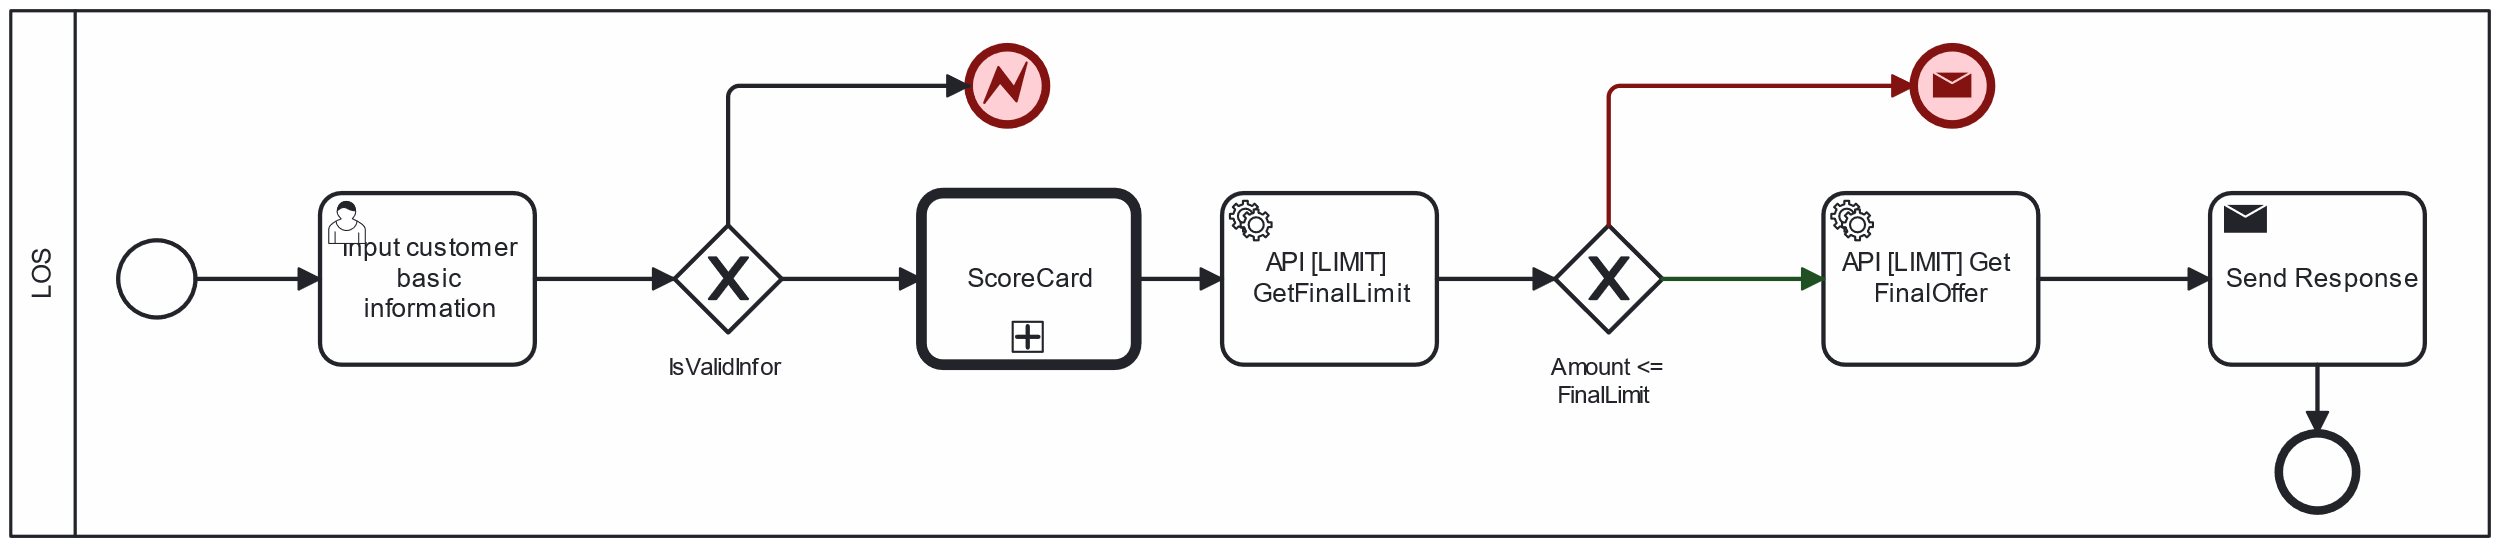 LOS
Input customer
basic
information
IsValidInfor
ScoreCard
API [LIMIT]
GetFinalLimit
Amount <=
FinalLimit
API [LIMIT] Get
FinalOffer
Send Response